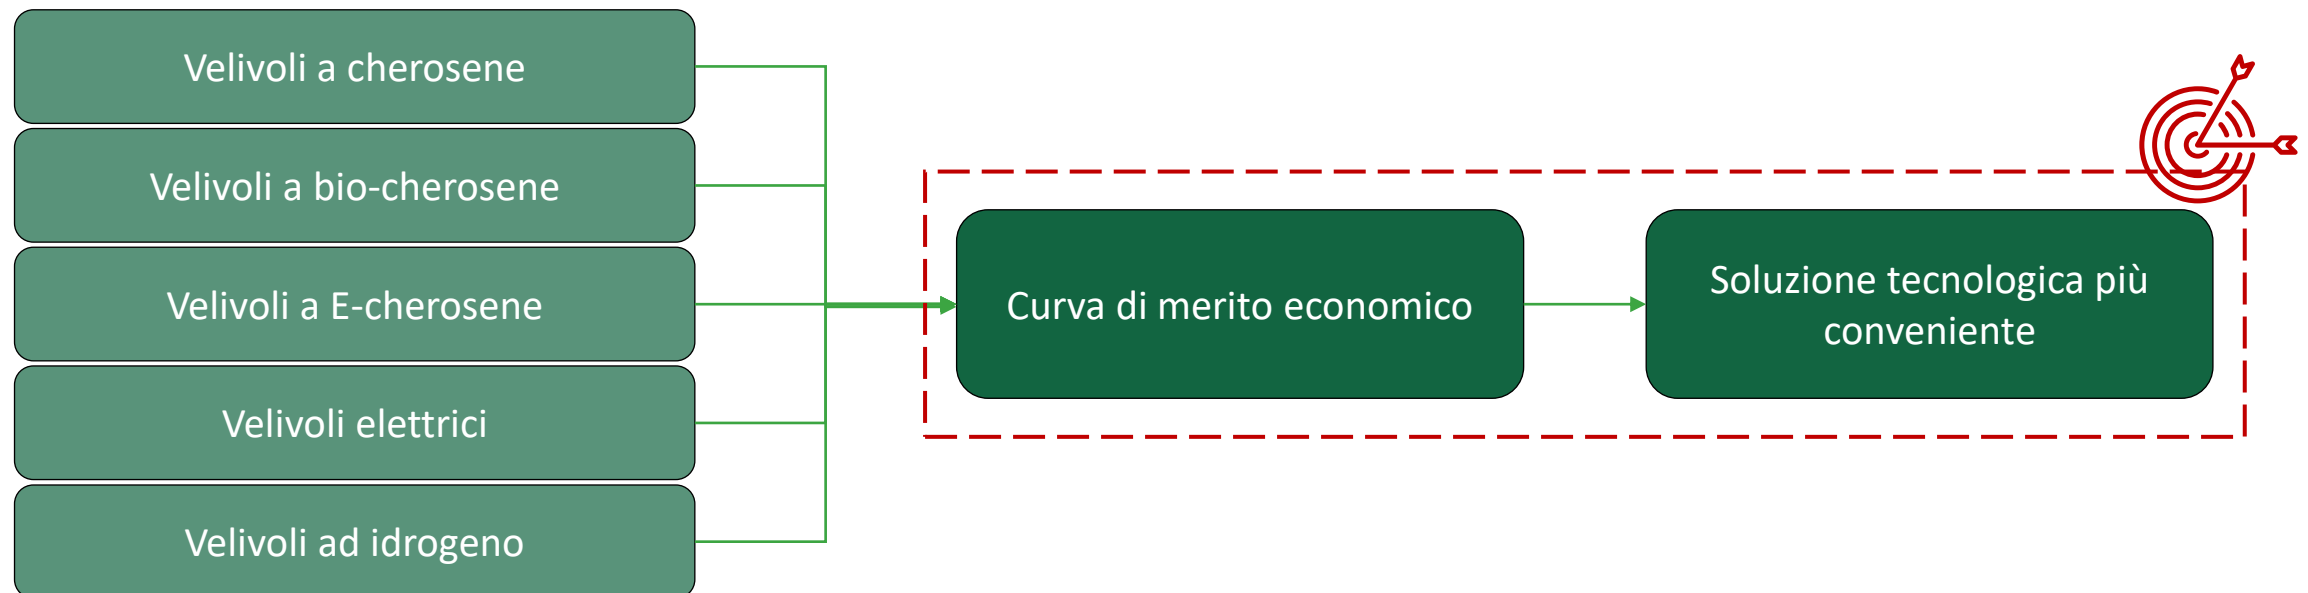 Velivoli a cherosene
Velivoli a bio-cherosene
Velivoli a E-cherosene
Velivoli elettrici
Velivoli ad idrogeno
Curva di merito economico
Soluzione tecnologica più
conveniente